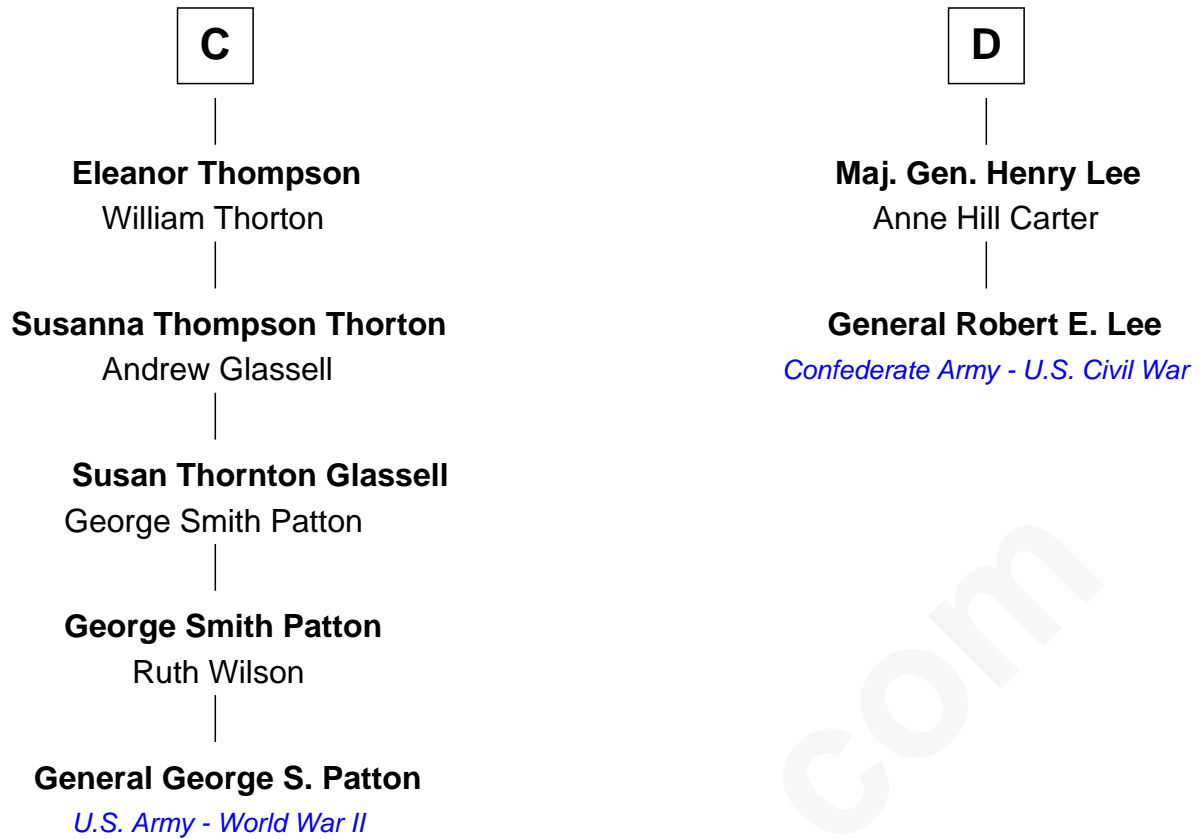 C
Eleanor Thompson
William Thorton
Susanna Thompson Thorton
Andrew Glassell
Susan Thornton Glassell
George Smith Patton
George Smith Patton
Ruth Wilson
General George S. Patton
U.S. Army - World War II
D
Maj. Gen. Henry Lee
Anne Hill Carter
General Robert E. Lee
Confederate Army - U.S. Civil War
com